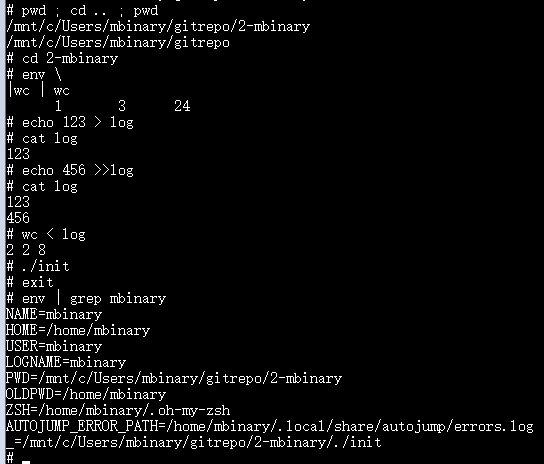 # pwd ; cd .. ; pwd
/mnt/c/Users/mbinary/gitrepo/2-mbinary
/mnt/c/Users/mbinary/gitrepo
# cd 2-mbinary
# env \
|wc | wc
      1       3      24
# echo 123 > log
# cat log
123
# echo 456 >>log
# cat log
123
456
# wc < log
2 2 8
# ./init
# exit
# env | grep mbinary
NAME=mbinary
HOME=/home/mbinary
USER=mbinary
LOGNAME=mbinary
PWD=/mnt/c/Users/mbinary/gitrepo/2-mbinary
OLDPWD=/home/mbinary
ZSH=/home/mbinary/.oh-my-zsh
AUTOJUMP_ERROR_PATH=/home/mbinary/.local/share/autojump/errors.log
_=/mnt/c/Users/mbinary/gitrepo/2-mbinary/./init
# _